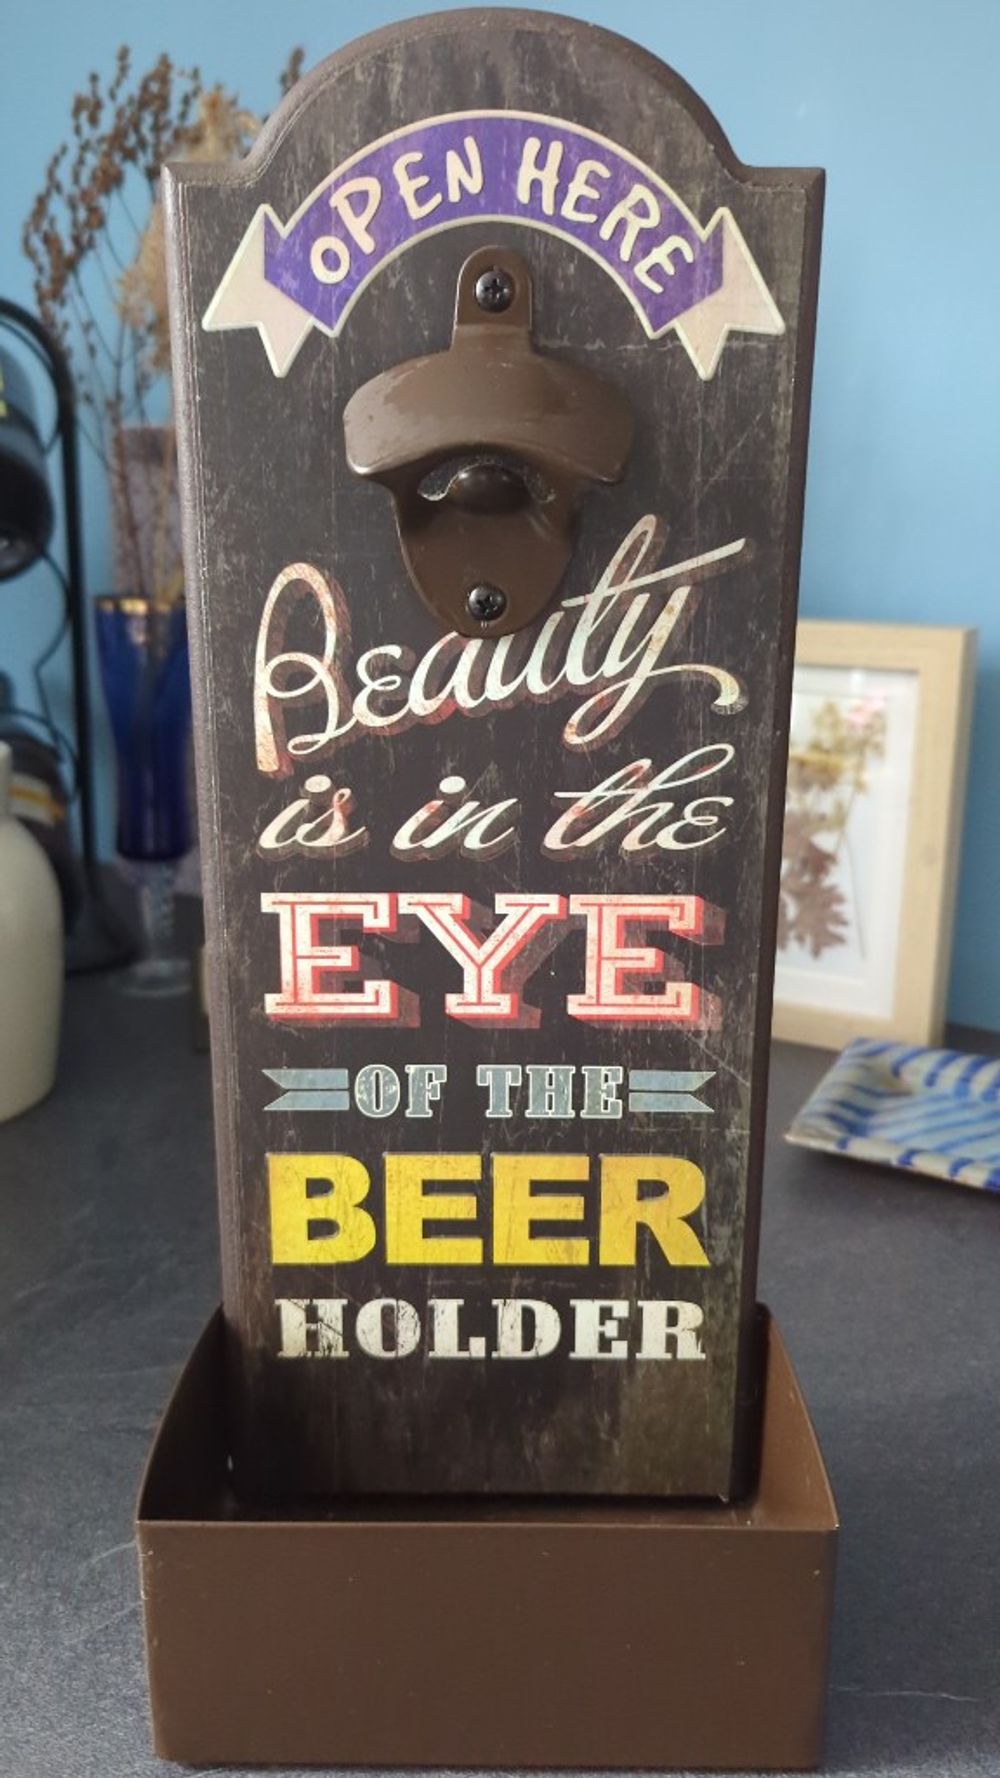 OPEN HERE
Beauty
is in the
EYE
OF THE
BEER
HOLDER